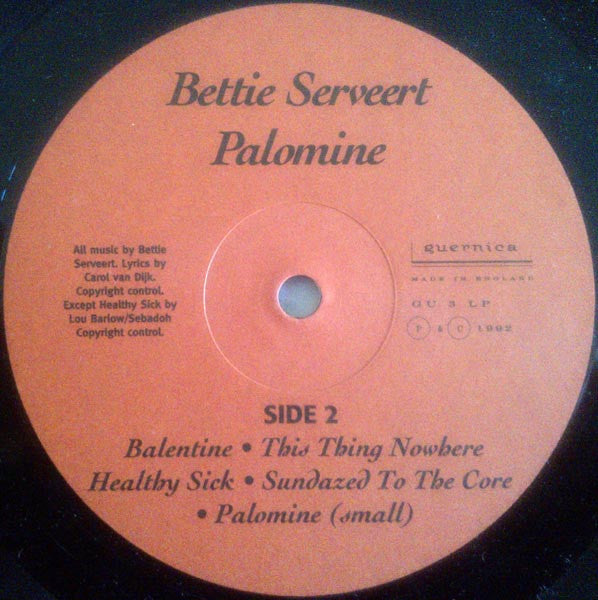 Bettie Serveert
Palomine
All music by Bettie
Serveert. Lyrics by
Carol van Dijk.
Copyright control.
Except Healthy Sick by
Lou Barlow/Sebadoh
Copyright control.
guernica
MADE IN ENGLAND
GU 3 LP
P & C 1992
SIDE 2
Balentine • This Thing Nowhere
Healthy Sick • Sundazed To The Core
• Palomine (small)